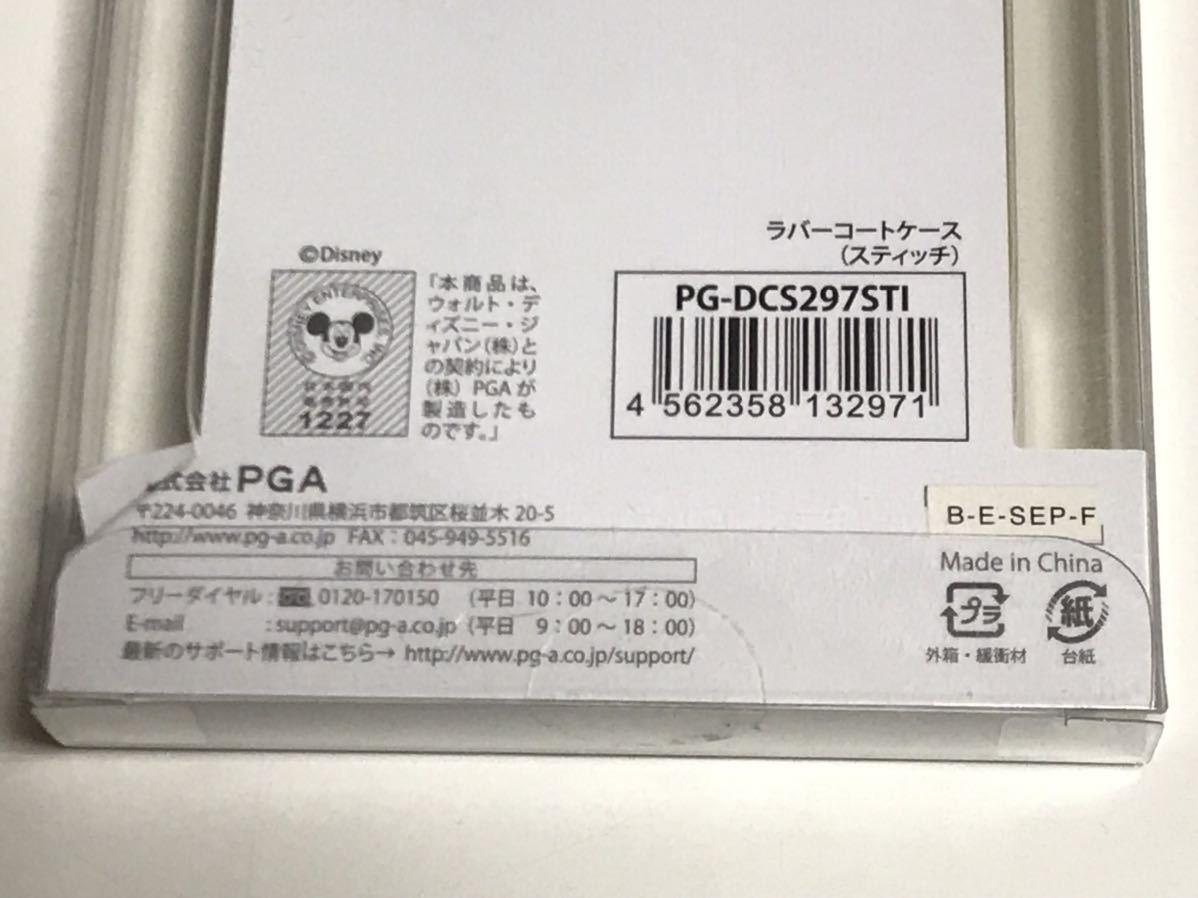 ラバーコートケース
(スティッチ)
©Disney
DISNEY ENTERPRISES, INC.
日本国内
1227
「本商品は、
ウォルト・デ
ィズニー・ジ
ャパン(株)と
の契約により
(株) PGAが
製造したも
のです。」
PG-DCS297STI
4 562358 132971
式会社 PGA
〒224-0046 神奈川県横浜市都筑区桜並木 20-5
http://www.pg-a.co.jp FAX : 045-949-5516
お問い合わせ先
フリーダイヤル : 0120-170150 (平日 10 : 00 〜 17 : 00)
E-mail : support@pg-a.co.jp (平日 9 : 00 〜 18 : 00)
最新のサポート情報はこちら→ http://www.pg-a.co.jp/support/
B-E-SEP-F
Made in China
プラ
紙
外箱・緩衝材
台紙